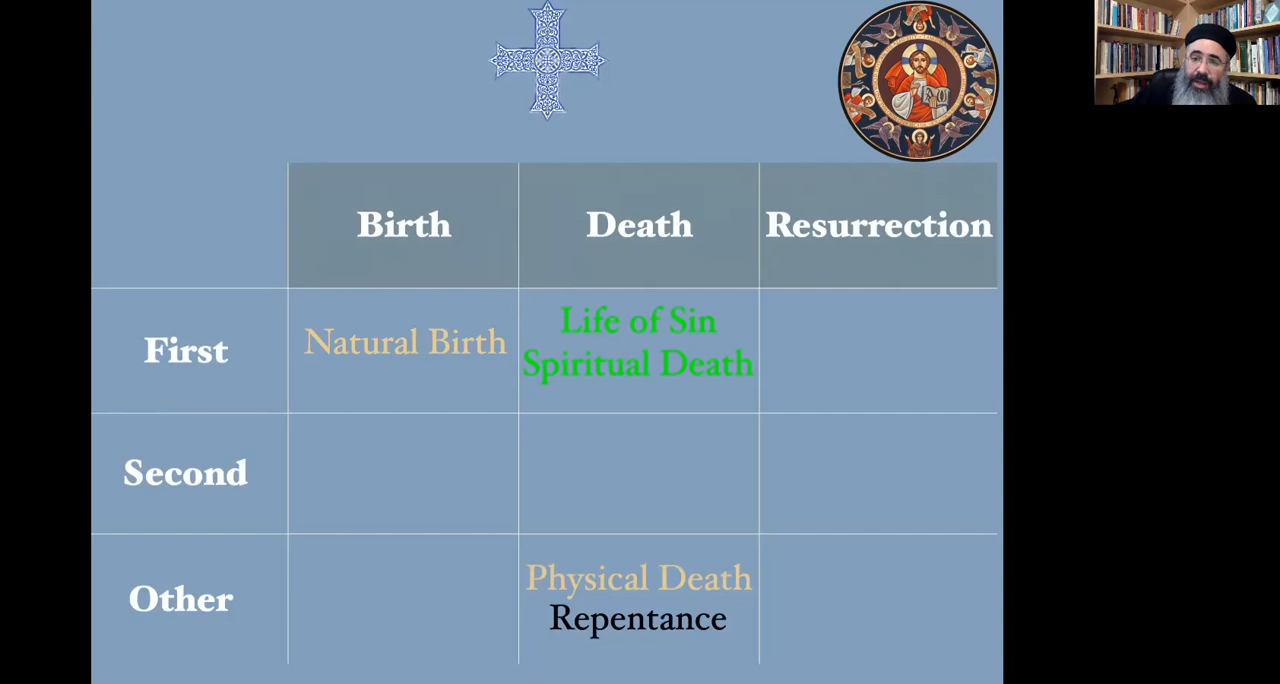 Birth
Death
Resurrection
First
Natural Birth
Life of Sin
Spiritual Death
Second
Other
Physical Death
Repentance